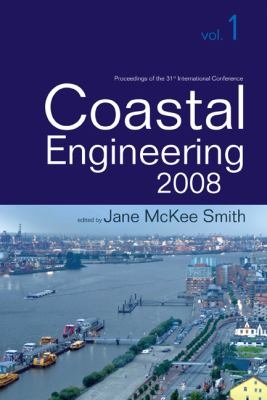 vol. 1
Proceedings of the 31st International Conference
Coastal
Engineering
2008
edited by Jane McKee Smith